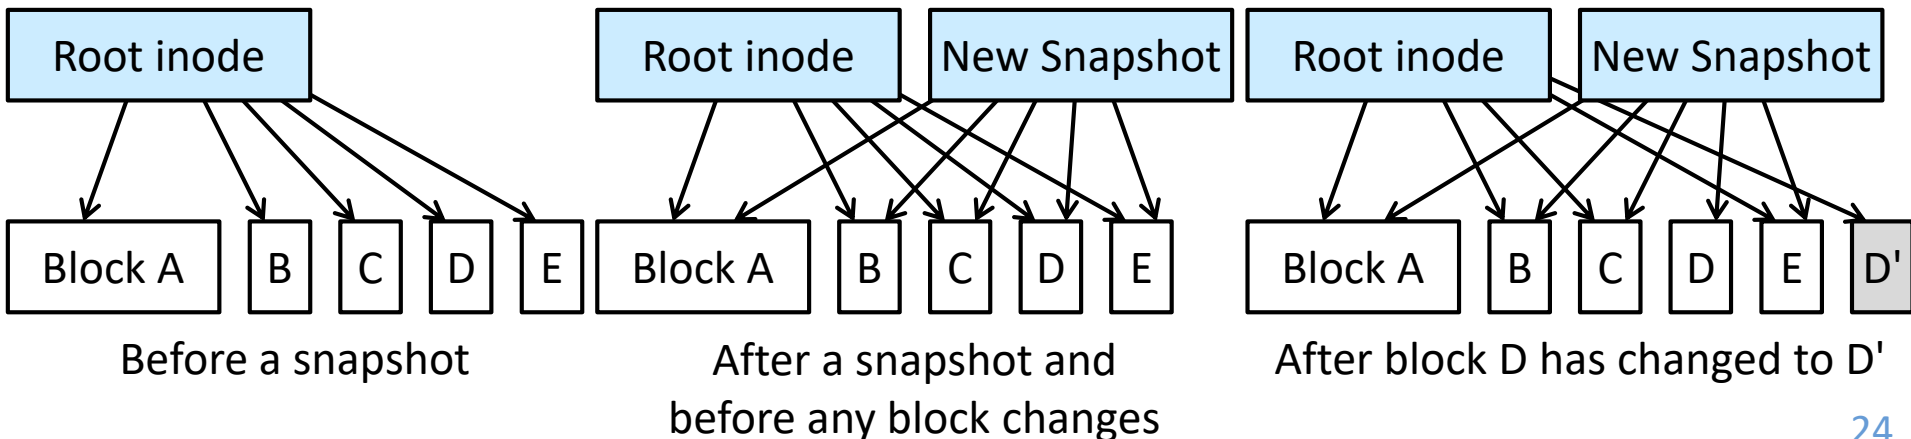 Root inode
Block A
B
C
D
E
Before a snapshot
Root inode
New Snapshot
Block A
B
C
D
E
After a snapshot and
before any block changes
Root inode
New Snapshot
Block A
B
C
D
E
D'
After block D has changed to D'
24